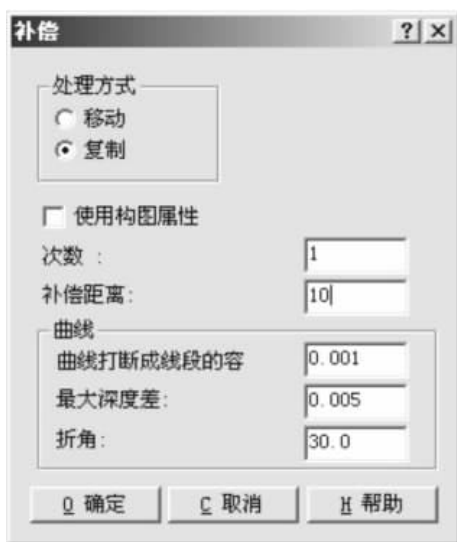 补偿 ? ×
处理方式
移动
复制
使用构图属性
次数 : 1
补偿距离: 10
曲线
曲线打断成线段的容 0.001
最大深度差: 0.005
折角: 30.0
O 确定 C 取消 H 帮助